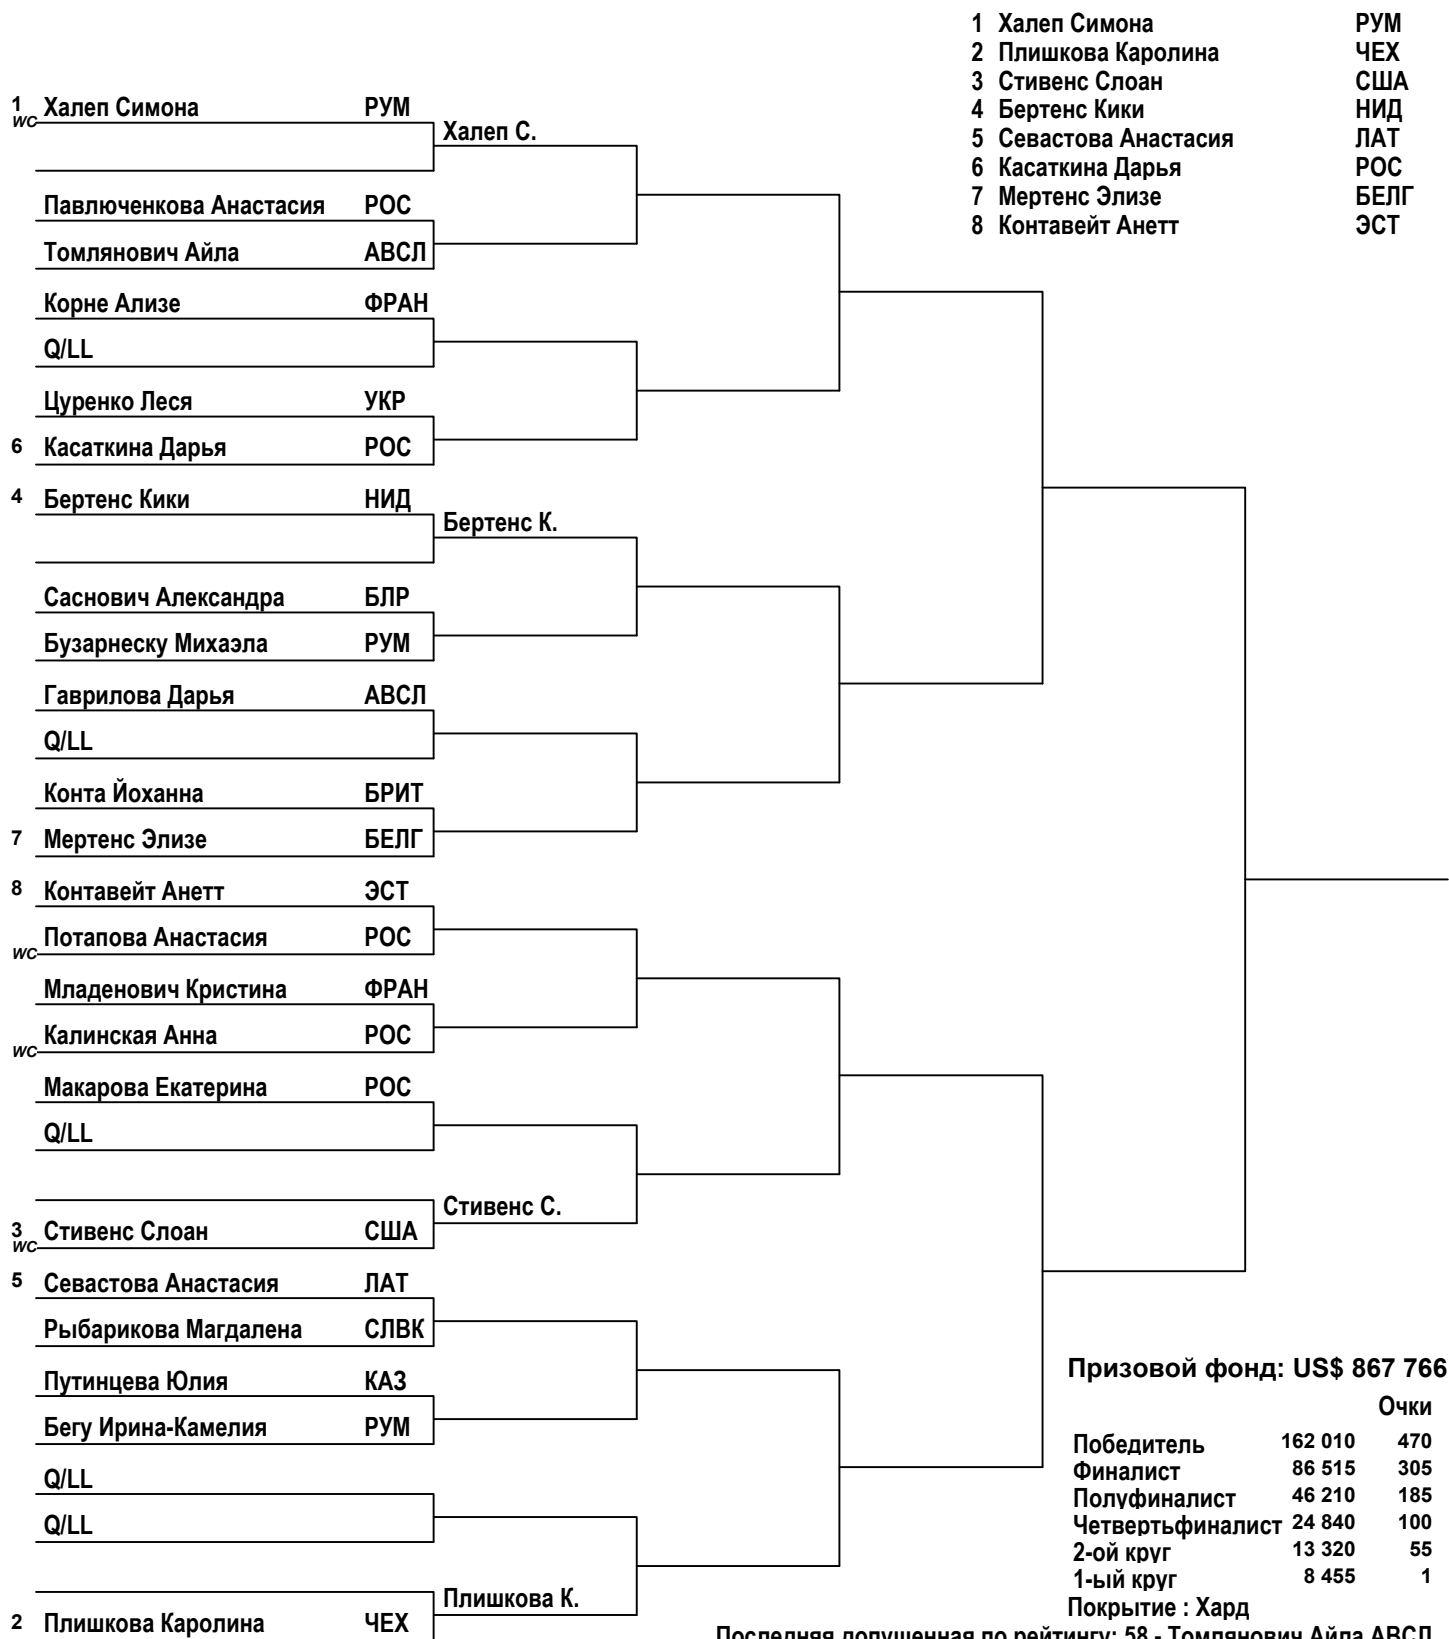 1 Халеп Симона РУМ
2 Плишкова Каролина ЧЕХ
3 Стивенс Слоан США
4 Бертенс Кики НИД
5 Севастова Анастасия ЛАТ
6 Касаткина Дарья РОС
7 Мертенс Элизе БЕЛГ
8 Контавейт Анетт ЭСТ
1 WC Халеп Симона РУМ
Халеп С.
Павлюченкова Анастасия РОС
Томлянович Айла АВСЛ
Корне Ализе ФРАН
Q/LL
Цуренко Леся УКР
6 Касаткина Дарья РОС
4 Бертенс Кики НИД
Бертенс К.
Саснович Александра БЛР
Бузарнеску Михаэла РУМ
Гаврилова Дарья АВСЛ
Q/LL
Конта Йоханна БРИТ
7 Мертенс Элизе БЕЛГ
8 Контавейт Анетт ЭСТ
WC Потапова Анастасия РОС
Младенович Кристина ФРАН
WC Калинская Анна РОС
Макарова Екатерина РОС
Q/LL
Стивенс С.
3 WC Стивенс Слоан США
5 Севастова Анастасия ЛАТ
Рыбарикова Магдалена СЛВК
Путинцева Юлия КАЗ
Бегу Ирина-Камелия РУМ
Q/LL
Q/LL
Плишкова К.
2 Плишкова Каролина ЧЕХ
Призовой фонд: US$ 867 766
Очки
Победитель 162 010 470
Финалист 86 515 305
Полуфиналист 46 210 185
Четвертьфиналист 24 840 100
2-ой круг 13 320 55
1-ый круг 8 455 1
Покрытие : Хард
Последняя допущенная по рейтингу: 58 - Томлянович Айла АВСЛ